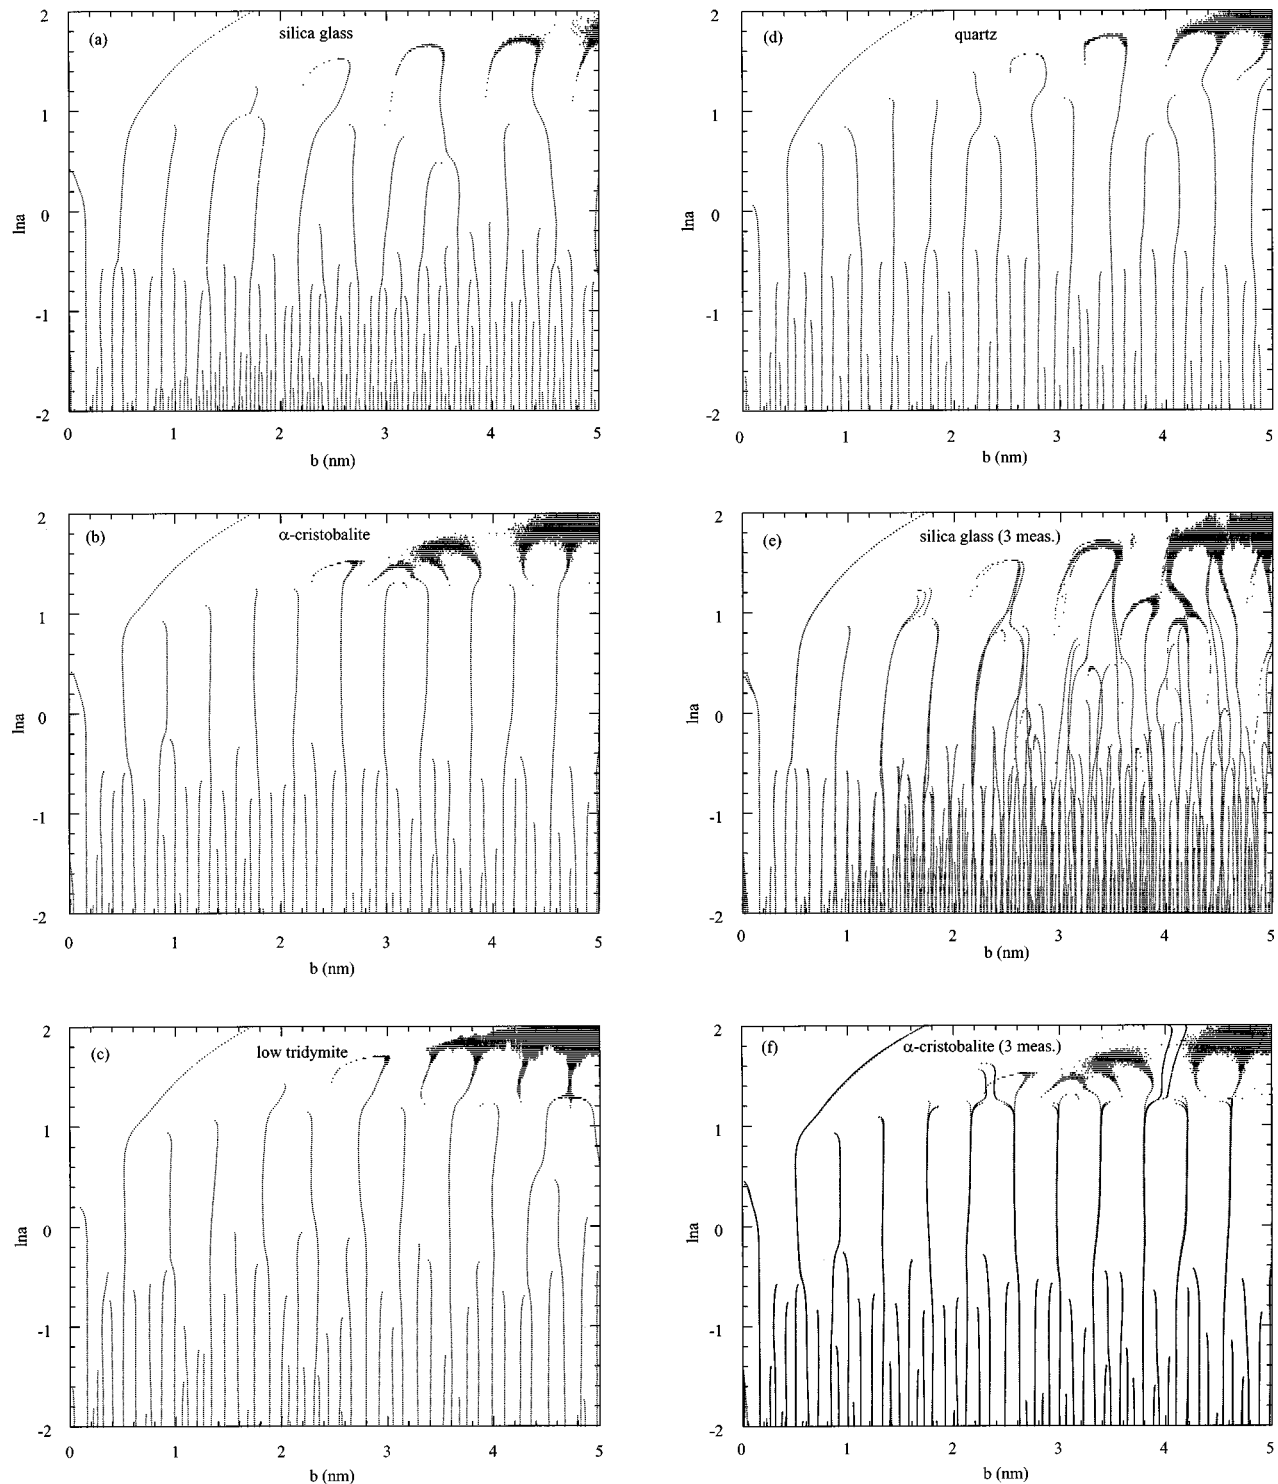 (a) silica glass
2
1
0
-1
-2
lna
0 1 2 3 4 5
b (nm)
(d) quartz
2
1
0
-1
-2
lna
0 1 2 3 4 5
b (nm)
(b) α-cristobalite
2
1
0
-1
-2
lna
0 1 2 3 4 5
b (nm)
(e) silica glass (3 meas.)
2
1
0
-1
-2
lna
0 1 2 3 4 5
b (nm)
(c) low tridymite
2
1
0
-1
-2
lna
0 1 2 3 4 5
b (nm)
(f) α-cristobalite (3 meas.)
2
1
0
-1
-2
lna
0 1 2 3 4 5
b (nm)